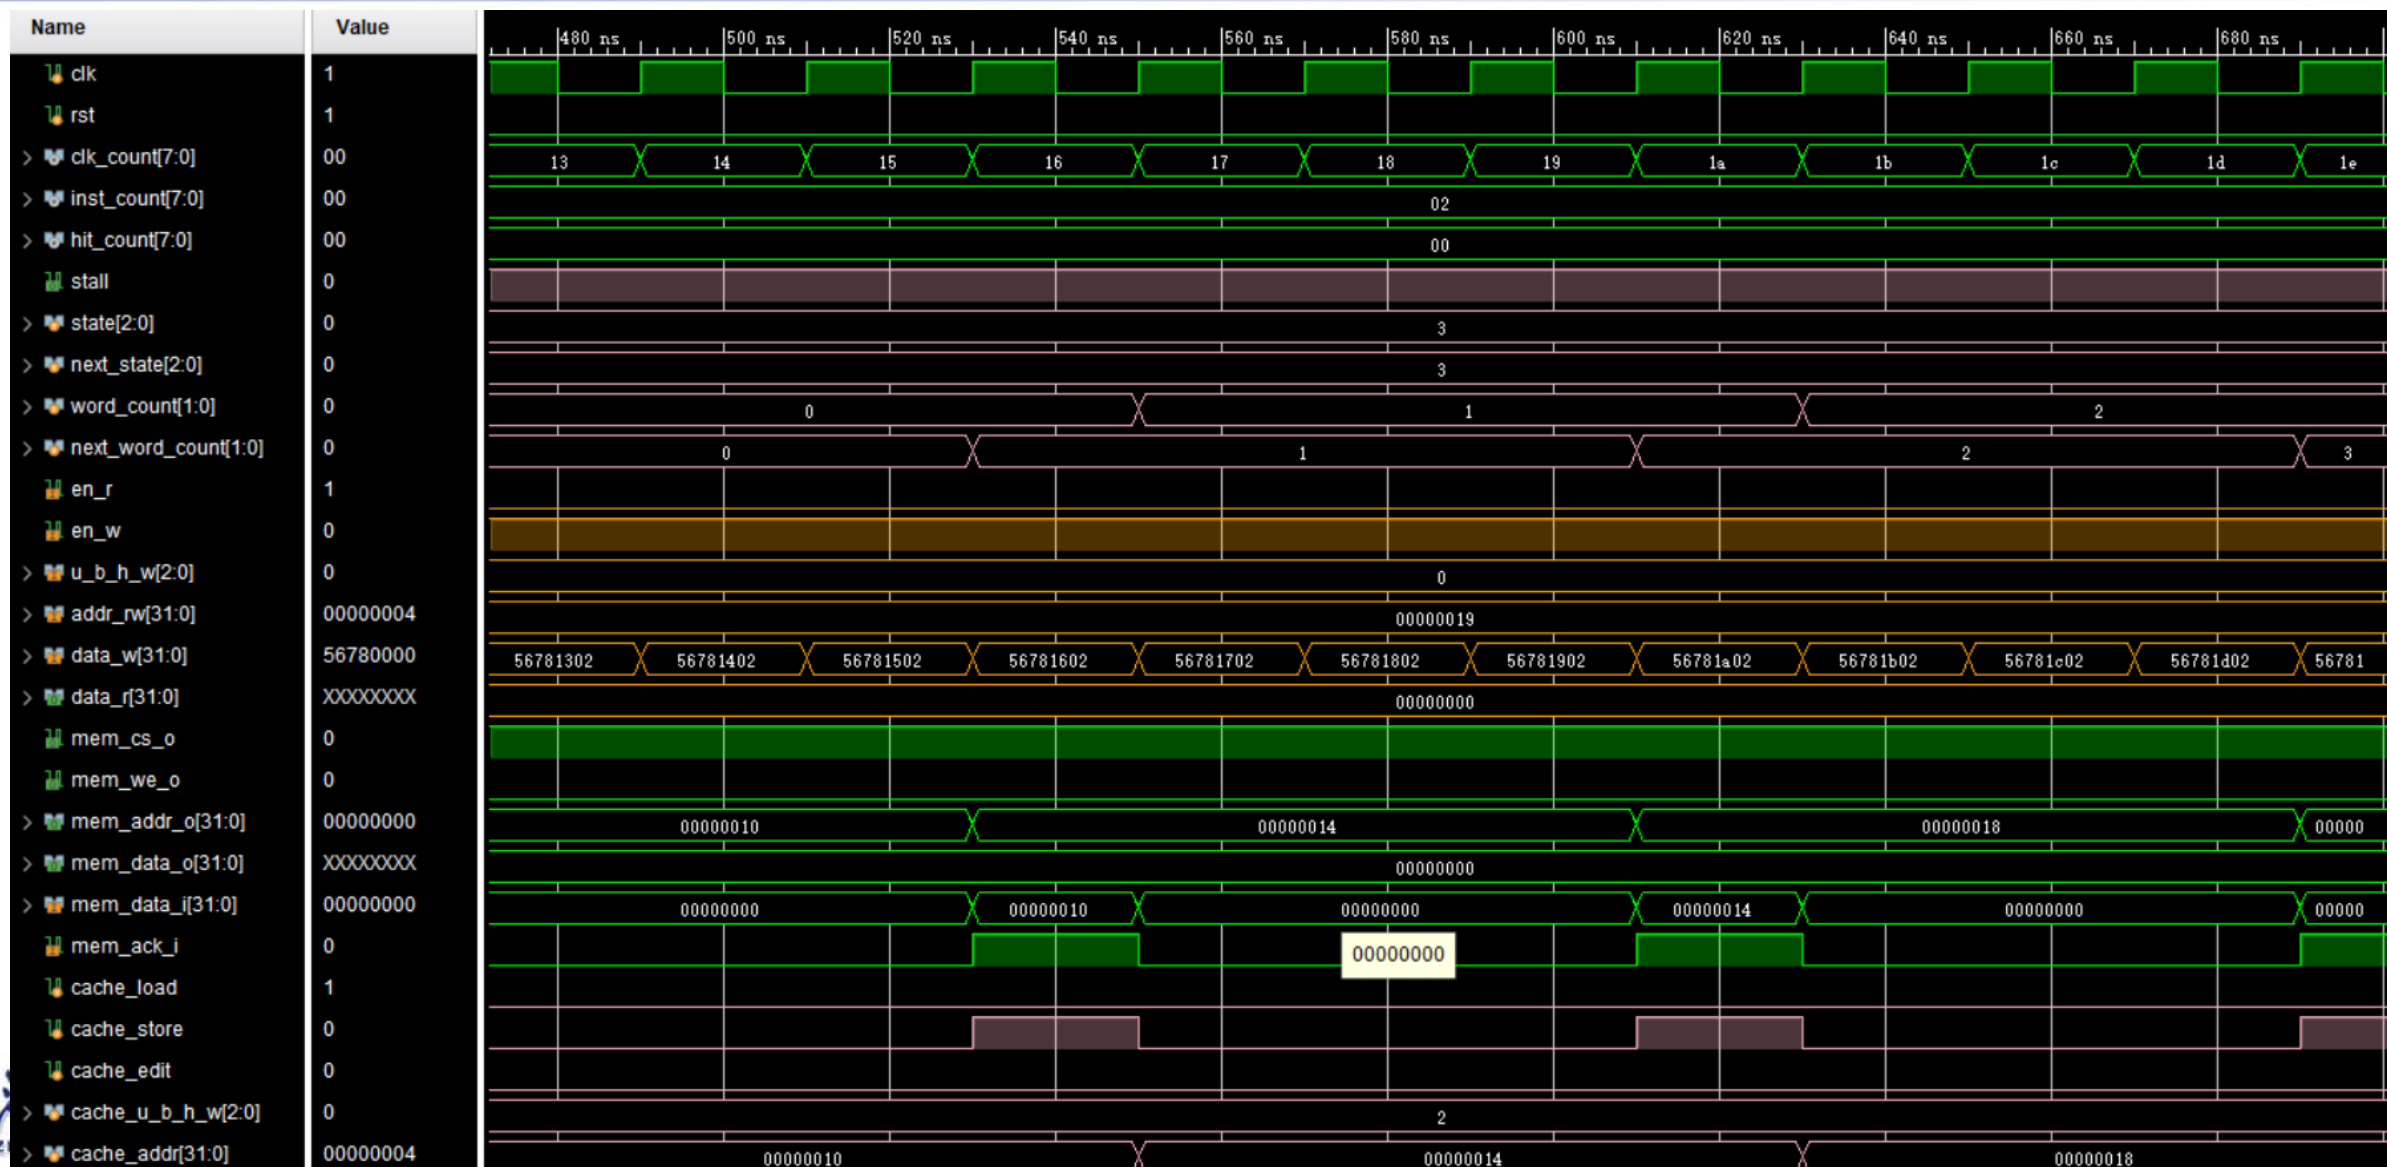 Name Value
480 ns 500 ns 520 ns 540 ns 560 ns 580 ns 600 ns 620 ns 640 ns 660 ns 680 ns
clk 1
rst 1
clk_count[7:0] 00 13 14 15 16 17 18 19 1a 1b 1c 1d 1e
inst_count[7:0] 00 02
hit_count[7:0] 00 00
stall 0
state[2:0] 0 3
next_state[2:0] 0 3
word_count[1:0] 0 0 1 2
next_word_count[1:0] 0 0 1 2 3
en_r 1
en_w 0
u_b_h_w[2:0] 0 0
addr_rw[31:0] 00000004 00000019
data_w[31:0] 56780000 56781302 56781402 56781502 56781602 56781702 56781802 56781902 56781a02 56781b02 56781c02 56781d02 56781
data_r[31:0] XXXXXXXX 00000000
mem_cs_o 0
mem_we_o 0
mem_addr_o[31:0] 00000000 00000010 00000014 00000018 00000
mem_data_o[31:0] XXXXXXXX 00000000
mem_data_i[31:0] 00000000 00000000 00000010 00000000 00000014 00000000 00000
mem_ack_i 0 00000000
cache_load 1
cache_store 0
cache_edit 0
cache_u_b_h_w[2:0] 0 2
cache_addr[31:0] 00000004 00000010 00000014 00000018